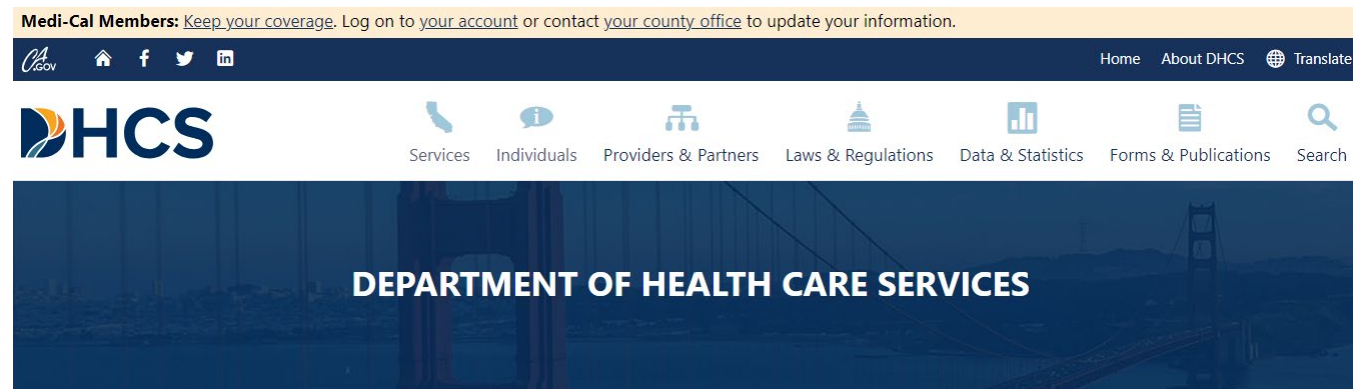 Medi-Cal Members: Keep your coverage. Log on to your account or contact your county office to update your information.
CA.GOV Home About DHCS Translate
DHCS
Services Individuals Providers & Partners Laws & Regulations Data & Statistics Forms & Publications Search
DEPARTMENT OF HEALTH CARE SERVICES